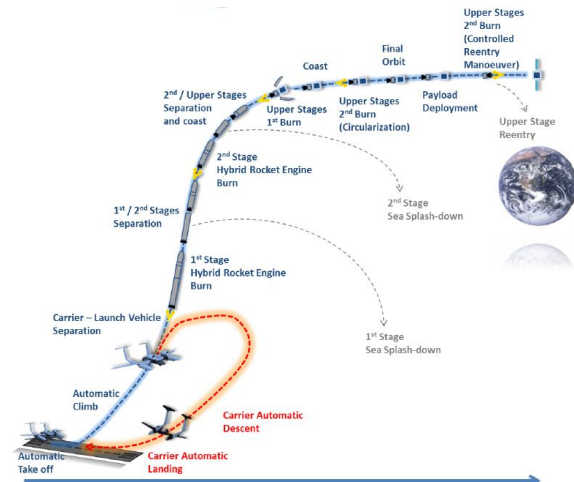 Upper Stages
2nd Burn
(Controlled
Reentry
Manoeuver)
Final
Orbit
Coast
2nd / Upper Stages
Separation
and coast
Upper Stages
1st Burn
Upper Stages
2nd Burn
(Circularization)
Payload
Deployment
Upper Stage
Reentry
2nd Stage
Hybrid Rocket Engine
Burn
2nd Stage
Sea Splash-down
1st / 2nd Stages
Separation
1st Stage
Hybrid Rocket Engine
Burn
Carrier – Launch Vehicle
Separation
1st Stage
Sea Splash-down
Automatic
Climb
Carrier Automatic
Descent
Automatic
Take off
Carrier Automatic
Landing